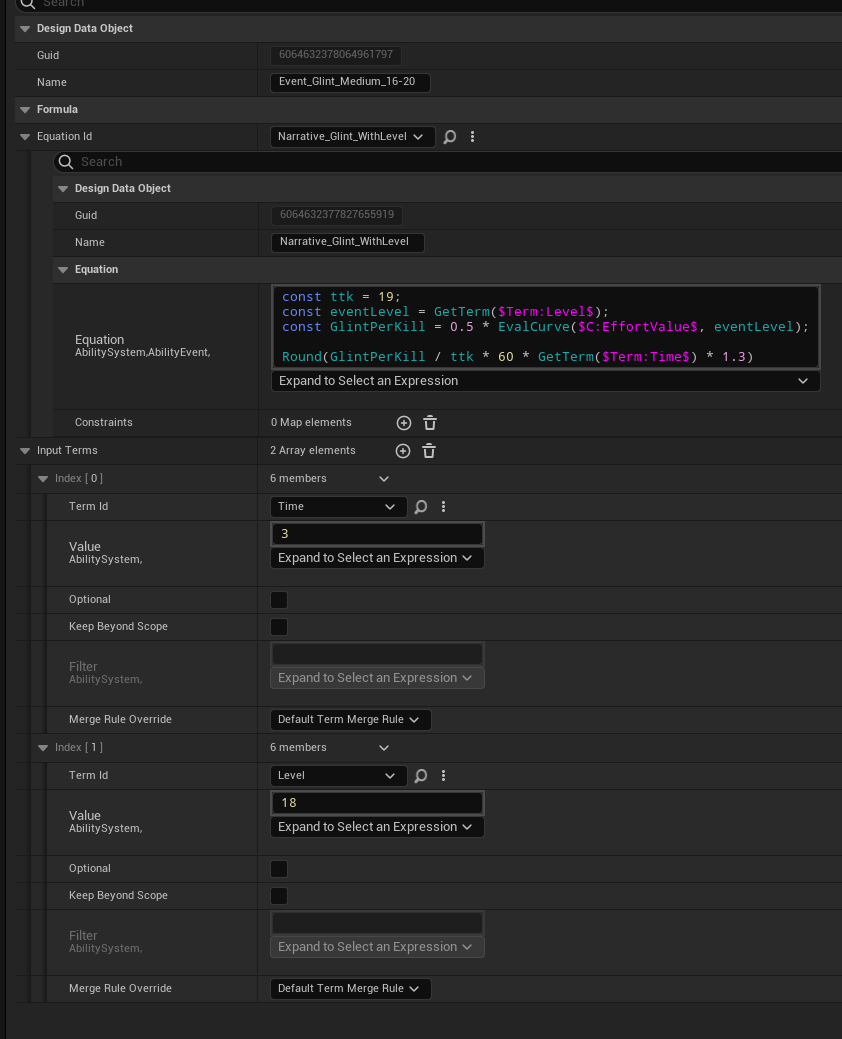 Search
Design Data Object
Guid 6064632378064961797
Name Event_Glint_Medium_16-20
Formula
Equation Id Narrative_Glint_WithLevel
Search
Design Data Object
Guid 6064632377827655919
Name Narrative_Glint_WithLevel
Equation
const ttk = 19;
const eventLevel = GetTerm($Term:Level$);
const GlintPerKill = 0.5 * EvalCurve($C:EffortValue$, eventLevel);
Round(GlintPerKill / ttk * 60 * GetTerm($Term:Time$) * 1.3)
Equation
AbilitySystem,AbilityEvent,
Expand to Select an Expression
Constraints 0 Map elements
Input Terms 2 Array elements
Index [ 0 ] 6 members
Term Id Time
Value 3
AbilitySystem, Expand to Select an Expression
Optional
Keep Beyond Scope
Filter
AbilitySystem, Expand to Select an Expression
Merge Rule Override Default Term Merge Rule
Index [ 1 ] 6 members
Term Id Level
Value 18
AbilitySystem, Expand to Select an Expression
Optional
Keep Beyond Scope
Filter
AbilitySystem, Expand to Select an Expression
Merge Rule Override Default Term Merge Rule